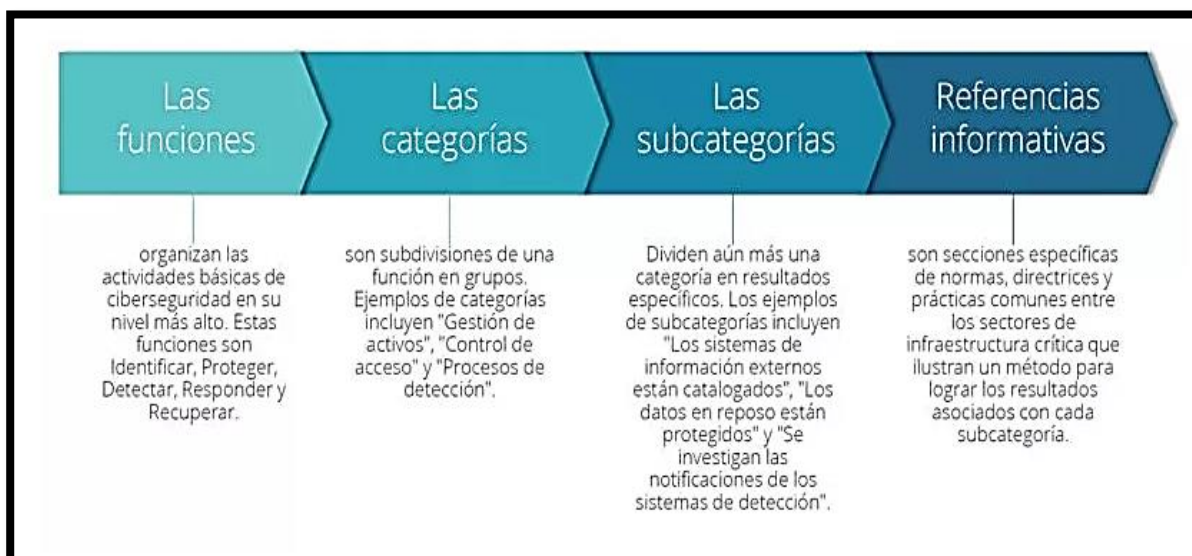 Las
funciones
Las
categorías
Las
subcategorías
Referencias
informativas
organizan las
actividades básicas de
ciberseguridad en su
nivel más alto. Estas
funciones son
Identificar, Proteger,
Detectar, Responder y
Recuperar.
son subdivisiones de una
función en grupos.
Ejemplos de categorías
incluyen "Gestión de
activos", "Control de
acceso" y "Procesos de
detección".
Dividen aún más una
categoría en resultados
específicos. Los ejemplos
de subcategorías incluyen
"Los sistemas de
información externos
están catalogados", "Los
datos en reposo están
protegidos" y "Se
investigan las
notificaciones de los
sistemas de detección".
son secciones específicas
de normas, directrices y
prácticas comunes entre
los sectores de
infraestructura crítica que
ilustran un método para
lograr los resultados
asociados con cada
subcategoría.